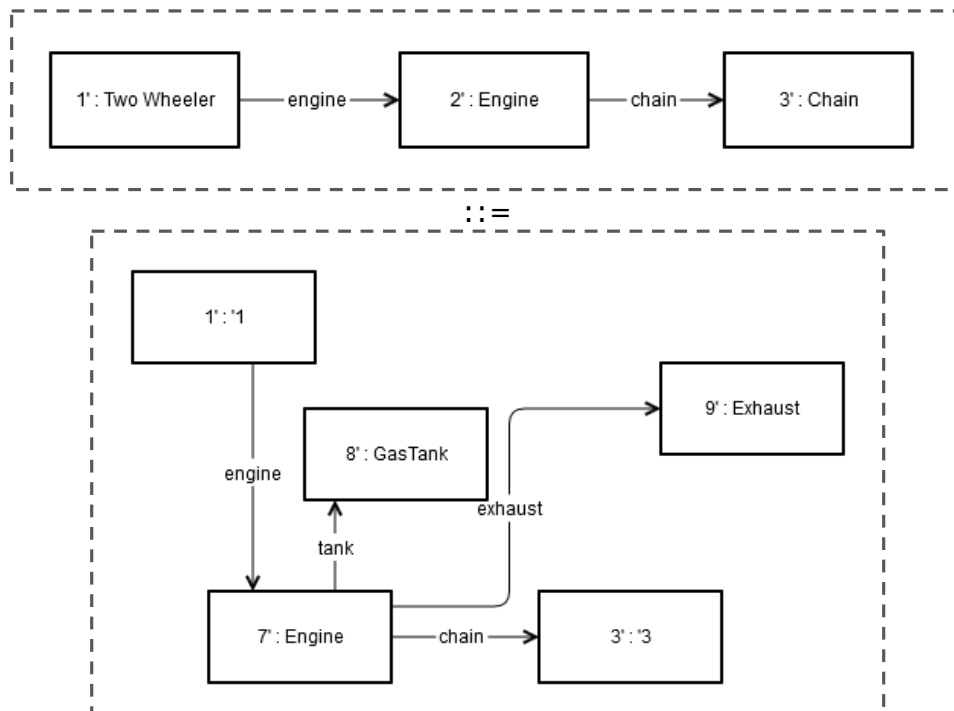 1' : Two Wheeler
engine
2' : Engine
chain
3' : Chain
::=
1' : '1
9' : Exhaust
8' : GasTank
engine
exhaust
tank
7' : Engine
chain
3' : '3